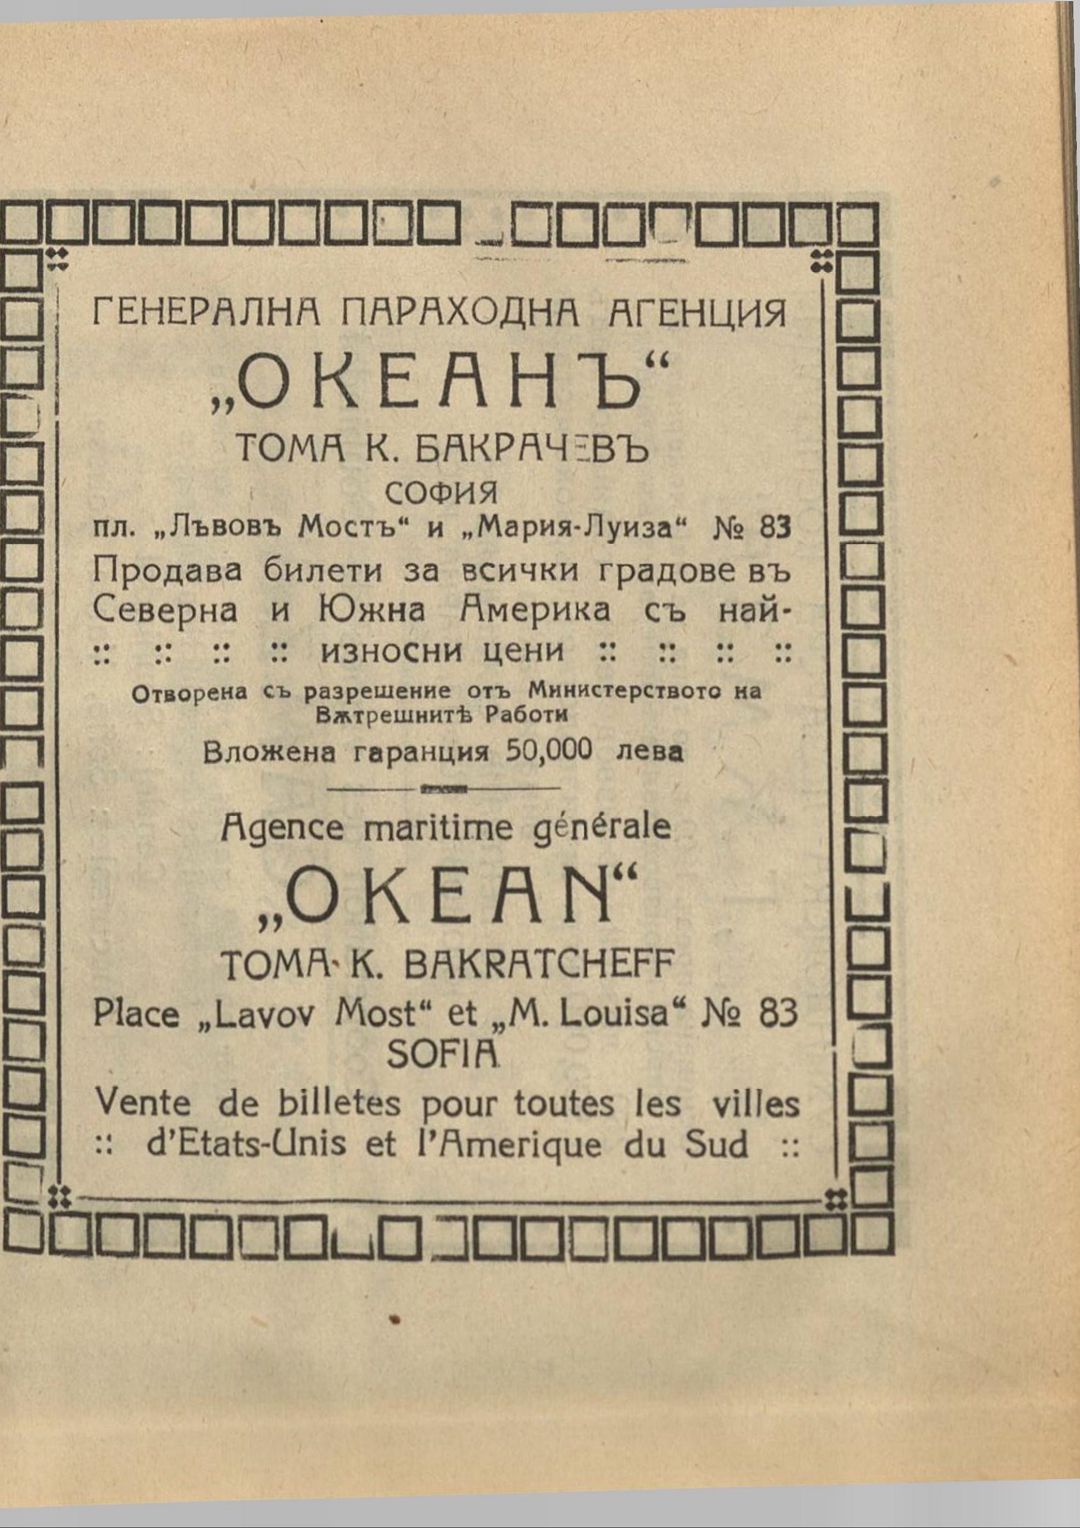 ГЕНЕРАЛНА ПАРАХОДНА АГЕНЦИЯ
„ОКЕАНЪ“
ТОМА К. БАКРАЧЕВЪ
СОФИЯ
пл. „Лъвовъ Мостъ“ и „Мария-Луиза“ № 83
Продава билети за всички градове въ
Северна и Южна Америка съ най-
:: :: :: :: износни цени :: :: :: ::
Отворена съ разрешение отъ Министерството на
Вѫтрешнитѣ Работи
Вложена гаранция 50,000 лева
Agence maritime générale
„OKEAN“
TOMA K. BAKRATCHEFF
Place „Lavov Most“ et „M. Louisa“ № 83
SOFIA
Vente de billetes pour toutes les villes
:: d'Etats-Unis et l'Amerique du Sud ::